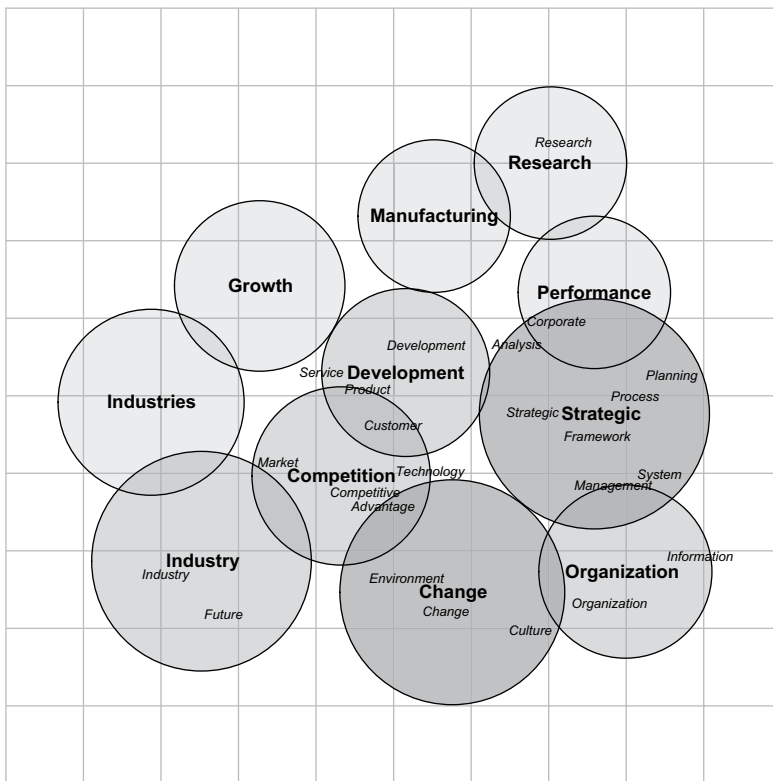 Research
Research
Manufacturing
Growth
Performance
Corporate
Analysis
Development
Service
Development
Product
Planning
Process
Strategic
Strategic
Industries
Customer
Framework
Market
Competition
Technology
System
Management
Competitive
Advantage
Information
Industry
Industry
Organization
Environment
Change
Change
Organization
Future
Culture